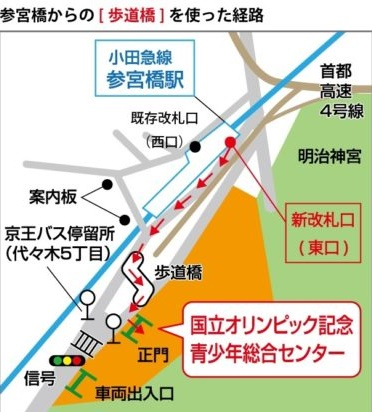 参宮橋からの [ 歩道橋 ] を使った経路
小田急線
参宮橋駅
首都
高速
4号線
既存改札口
(西口)
明治神宮
案内板
新改札口
(東口)
京王バス停留所
(代々木5丁目)
歩道橋
国立オリンピック記念
青少年総合センター
正門
信号
車両出入口